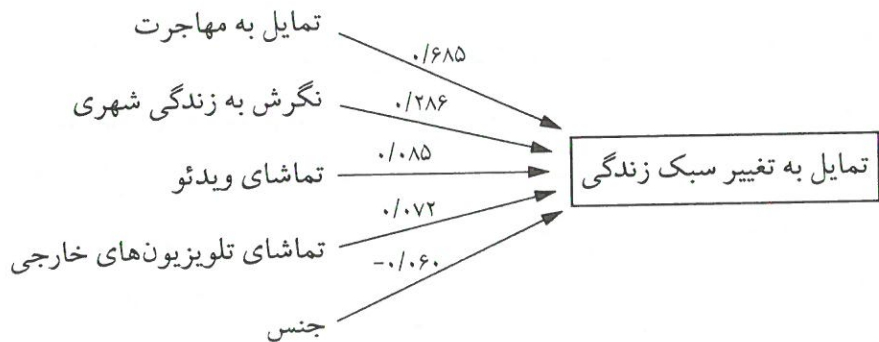 تمایل به مهاجرت
۰/۶۸۵
نگرش به زندگی شهری
۰/۲۸۶
تماشای ویدئو
۰/۰۸۵
تماشای تلویزیون‌های خارجی
۰/۰۷۲
جنس
-۰/۰۶۰
تمایل به تغییر سبک زندگی